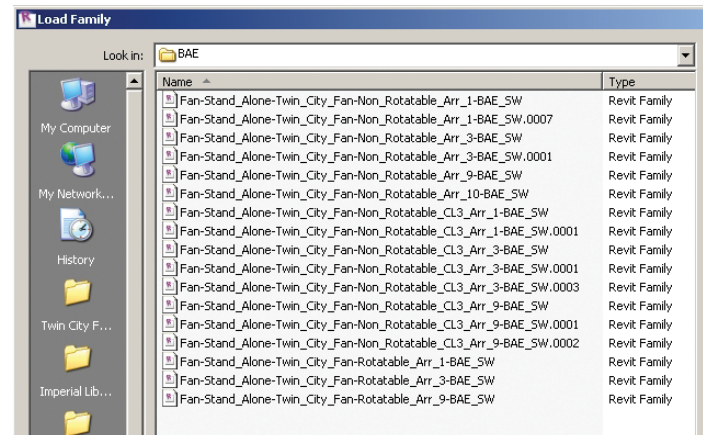 Load Family
Look in: BAE
Name Type
Fan-Stand_Alone-Twin_City_Fan-Non_Rotatable_Arr_1-BAE_SW Revit Family
Fan-Stand_Alone-Twin_City_Fan-Non_Rotatable_Arr_1-BAE_SW.0007 Revit Family
Fan-Stand_Alone-Twin_City_Fan-Non_Rotatable_Arr_3-BAE_SW Revit Family
Fan-Stand_Alone-Twin_City_Fan-Non_Rotatable_Arr_3-BAE_SW.0001 Revit Family
Fan-Stand_Alone-Twin_City_Fan-Non_Rotatable_Arr_9-BAE_SW Revit Family
Fan-Stand_Alone-Twin_City_Fan-Non_Rotatable_Arr_10-BAE_SW Revit Family
Fan-Stand_Alone-Twin_City_Fan-Non_Rotatable_CL3_Arr_1-BAE_SW Revit Family
Fan-Stand_Alone-Twin_City_Fan-Non_Rotatable_CL3_Arr_1-BAE_SW.0001 Revit Family
Fan-Stand_Alone-Twin_City_Fan-Non_Rotatable_CL3_Arr_3-BAE_SW Revit Family
Fan-Stand_Alone-Twin_City_Fan-Non_Rotatable_CL3_Arr_3-BAE_SW.0001 Revit Family
Fan-Stand_Alone-Twin_City_Fan-Non_Rotatable_CL3_Arr_3-BAE_SW.0003 Revit Family
Fan-Stand_Alone-Twin_City_Fan-Non_Rotatable_CL3_Arr_9-BAE_SW Revit Family
Fan-Stand_Alone-Twin_City_Fan-Non_Rotatable_CL3_Arr_9-BAE_SW.0001 Revit Family
Fan-Stand_Alone-Twin_City_Fan-Non_Rotatable_CL3_Arr_9-BAE_SW.0002 Revit Family
Fan-Stand_Alone-Twin_City_Fan-Rotatable_Arr_1-BAE_SW Revit Family
Fan-Stand_Alone-Twin_City_Fan-Rotatable_Arr_3-BAE_SW Revit Family
Fan-Stand_Alone-Twin_City_Fan-Rotatable_Arr_9-BAE_SW Revit Family
My Computer
My Network...
History
Twin City F...
Imperial Lib...